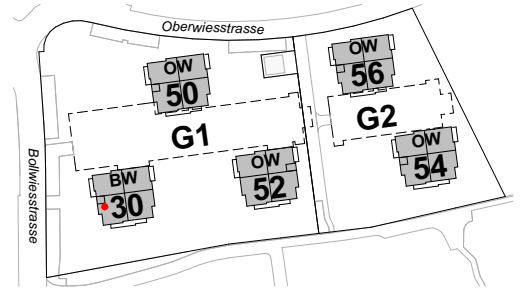 Oberwiesstrasse
OW
50
OW
56
G1
G2
Bollwiesstrasse
BW
30
OW
52
OW
54